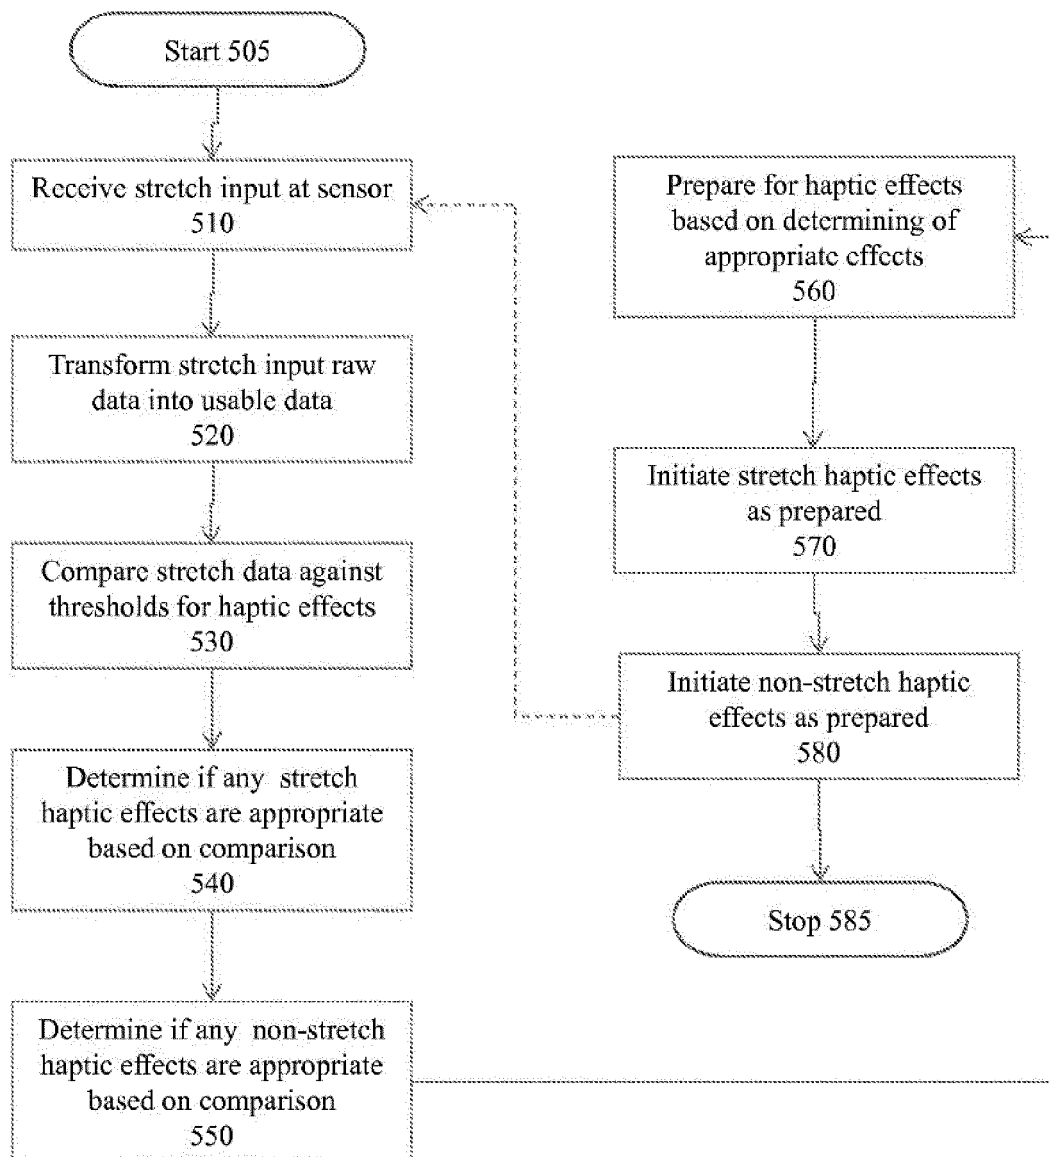 Start 505
Receive stretch input at sensor
510
Transform stretch input raw
data into usable data
520
Compare stretch data against
thresholds for haptic effects
530
Determine if any stretch
haptic effects are appropriate
based on comparison
540
Determine if any non-stretch
haptic effects are appropriate
based on comparison
550
Prepare for haptic effects
based on determining of
appropriate effects
560
Initiate stretch haptic effects
as prepared
570
Initiate non-stretch haptic
effects as prepared
580
Stop 585